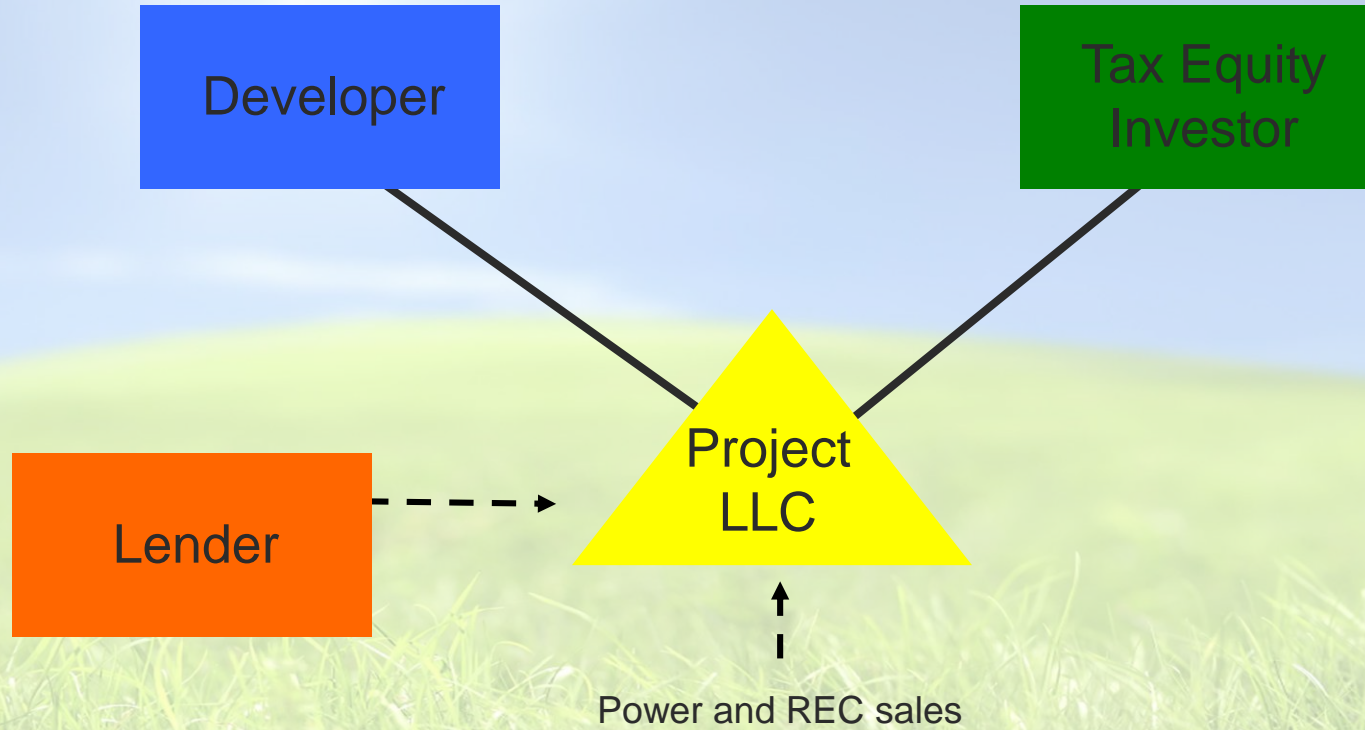 Developer
Tax Equity
Investor
Project
LLC
Lender
Power and REC sales